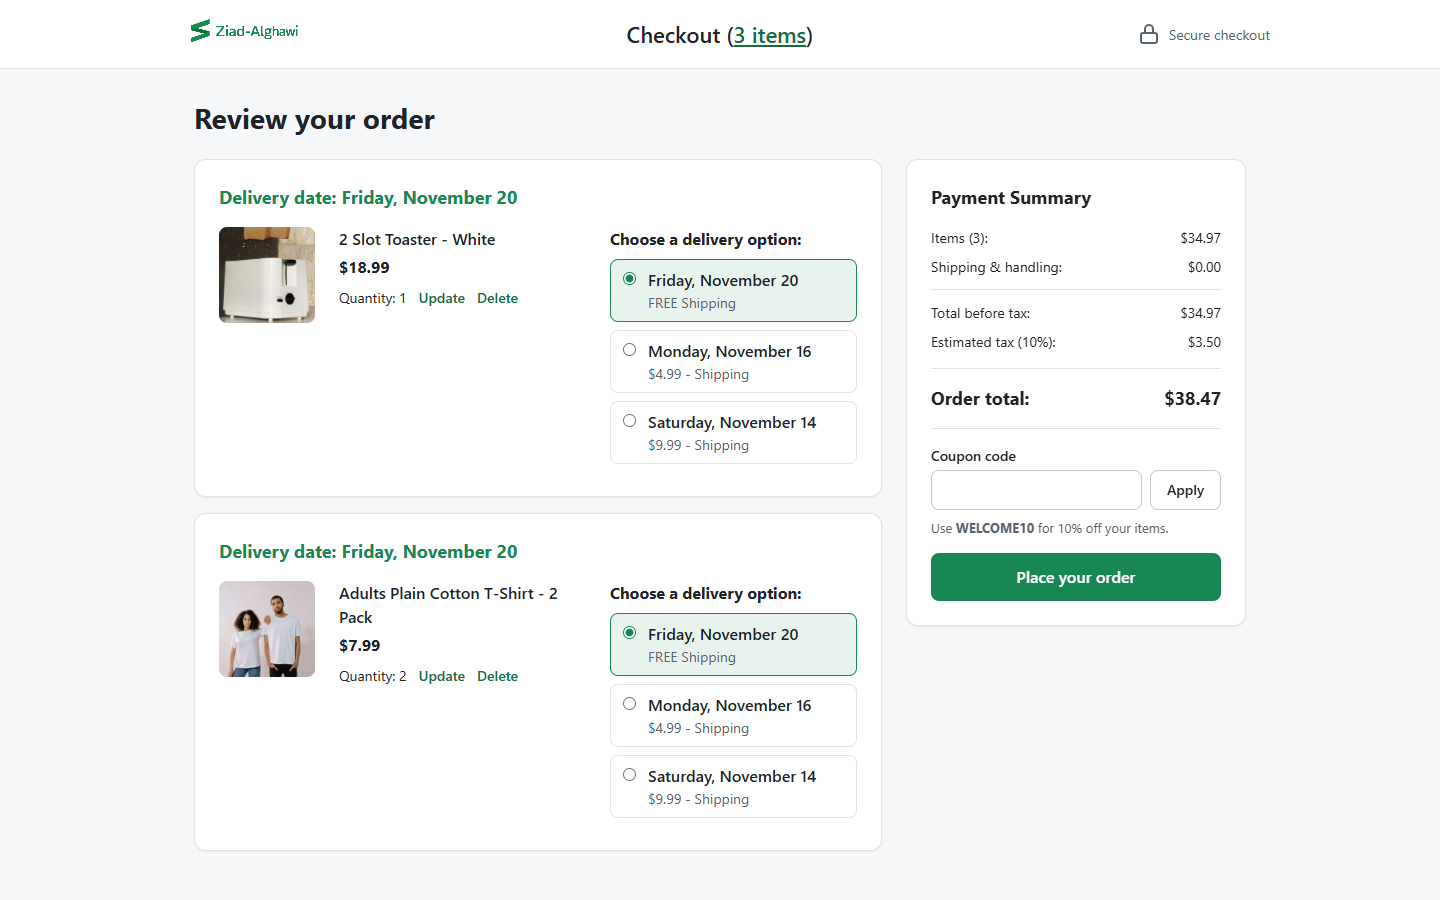 Ziad-Alghawi
Checkout (3 items)
Secure checkout
Review your order
Delivery date: Friday, November 20
2 Slot Toaster - White
$18.99
Quantity: 1 Update Delete
Choose a delivery option:
Friday, November 20
FREE Shipping
Monday, November 16
$4.99 - Shipping
Saturday, November 14
$9.99 - Shipping
Delivery date: Friday, November 20
Adults Plain Cotton T-Shirt - 2
Pack
$7.99
Quantity: 2 Update Delete
Choose a delivery option:
Friday, November 20
FREE Shipping
Monday, November 16
$4.99 - Shipping
Saturday, November 14
$9.99 - Shipping
Payment Summary
Items (3): $34.97
Shipping & handling: $0.00
Total before tax: $34.97
Estimated tax (10%): $3.50
Order total: $38.47
Coupon code
Apply
Use WELCOME10 for 10% off your items.
Place your order